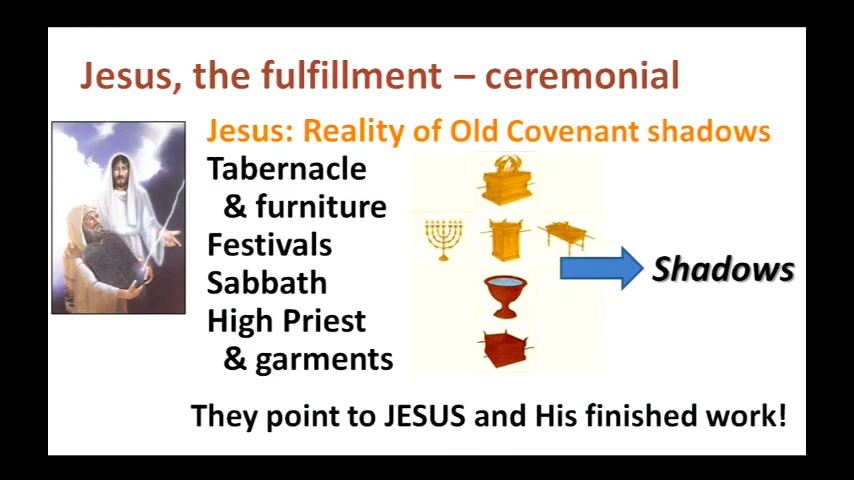 Jesus, the fulfillment – ceremonial
Jesus: Reality of Old Covenant shadows
Tabernacle
& furniture
Festivals
Sabbath
High Priest
& garments
Shadows
They point to JESUS and His finished work!